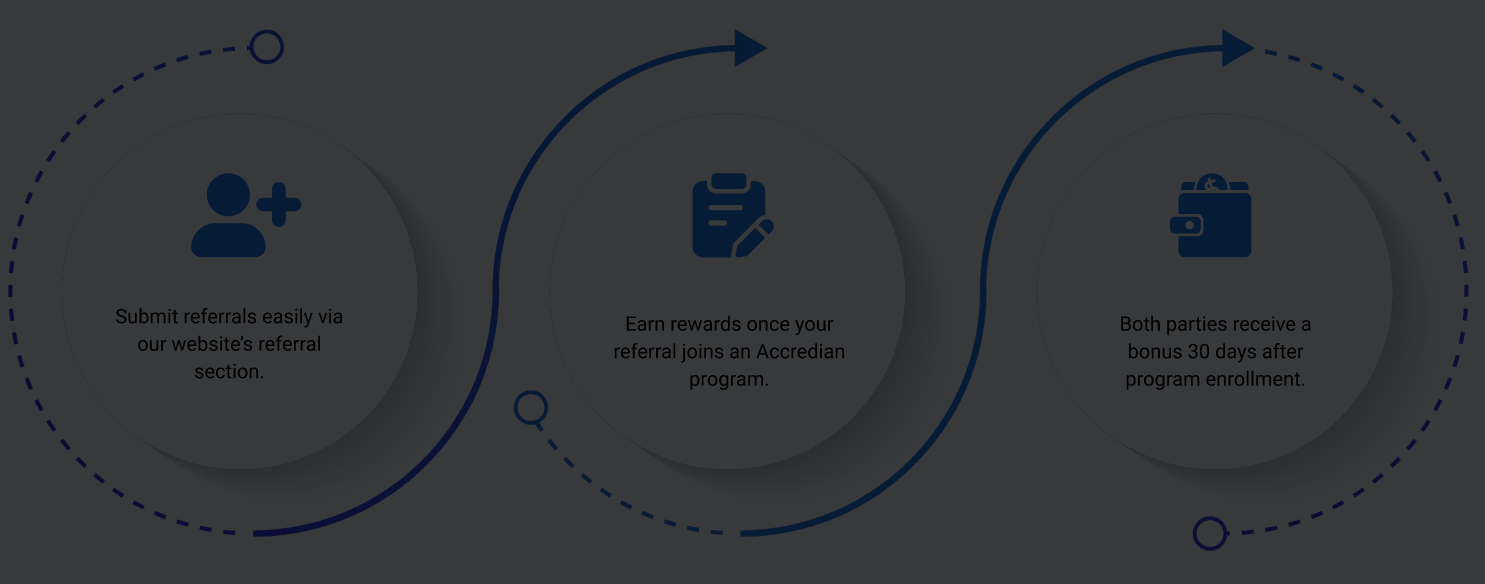 Submit referrals easily via
our website's referral
section.
Earn rewards once your
referral joins an Accredian
program.
Both parties receive a
bonus 30 days after
program enrollment.